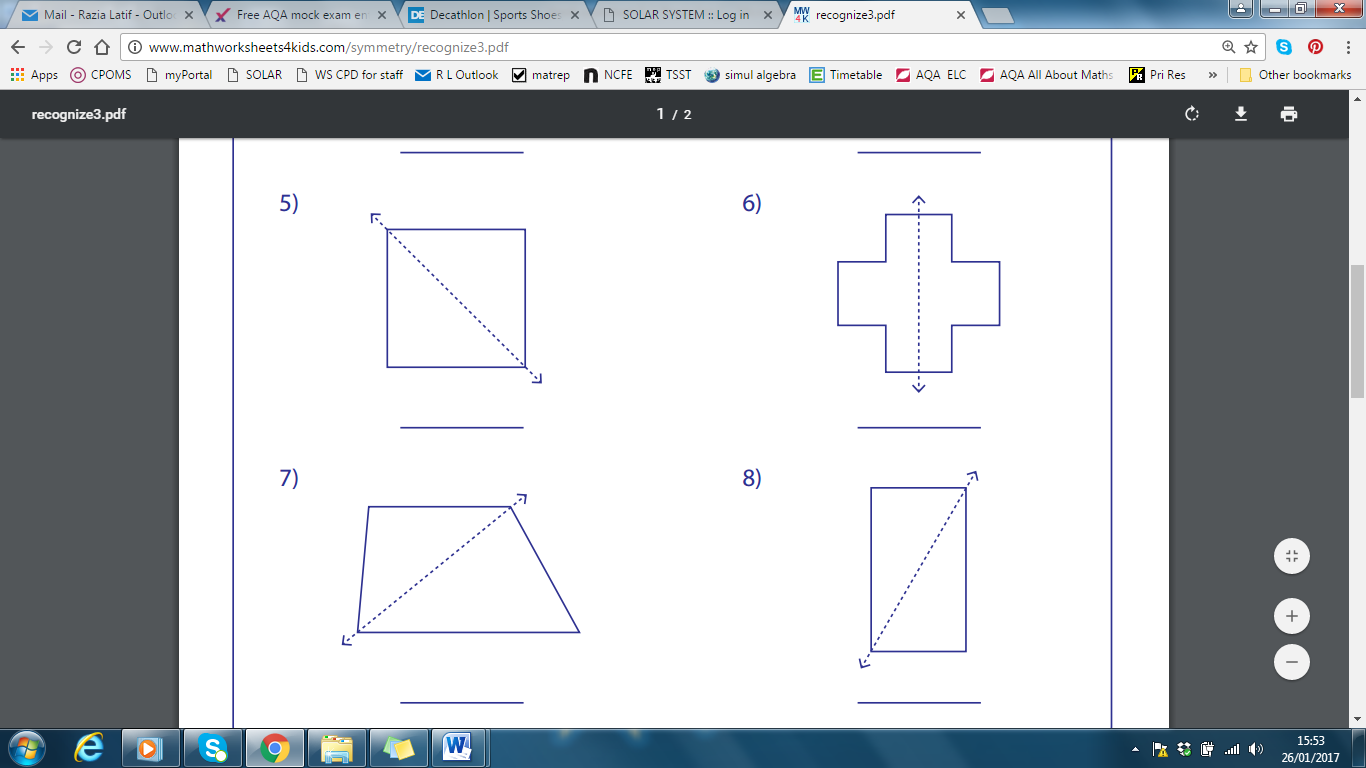 Mail - Razia Latif - Outlo
Free AQA mock exam en
DE Decathlon | Sports Shoes
SOLAR SYSTEM :: Log in
MW4K recognize3.pdf
www.mathworksheets4kids.com/symmetry/recognize3.pdf
Apps CPOMS myPortal SOLAR WS CPD for staff R L Outlook matrep NCFE TSST simul algebra Timetable AQA ELC AQA All About Maths Pri Res » Other bookmarks
recognize3.pdf 1 / 2
5) 6)
7) 8)
15:53
26/01/2017